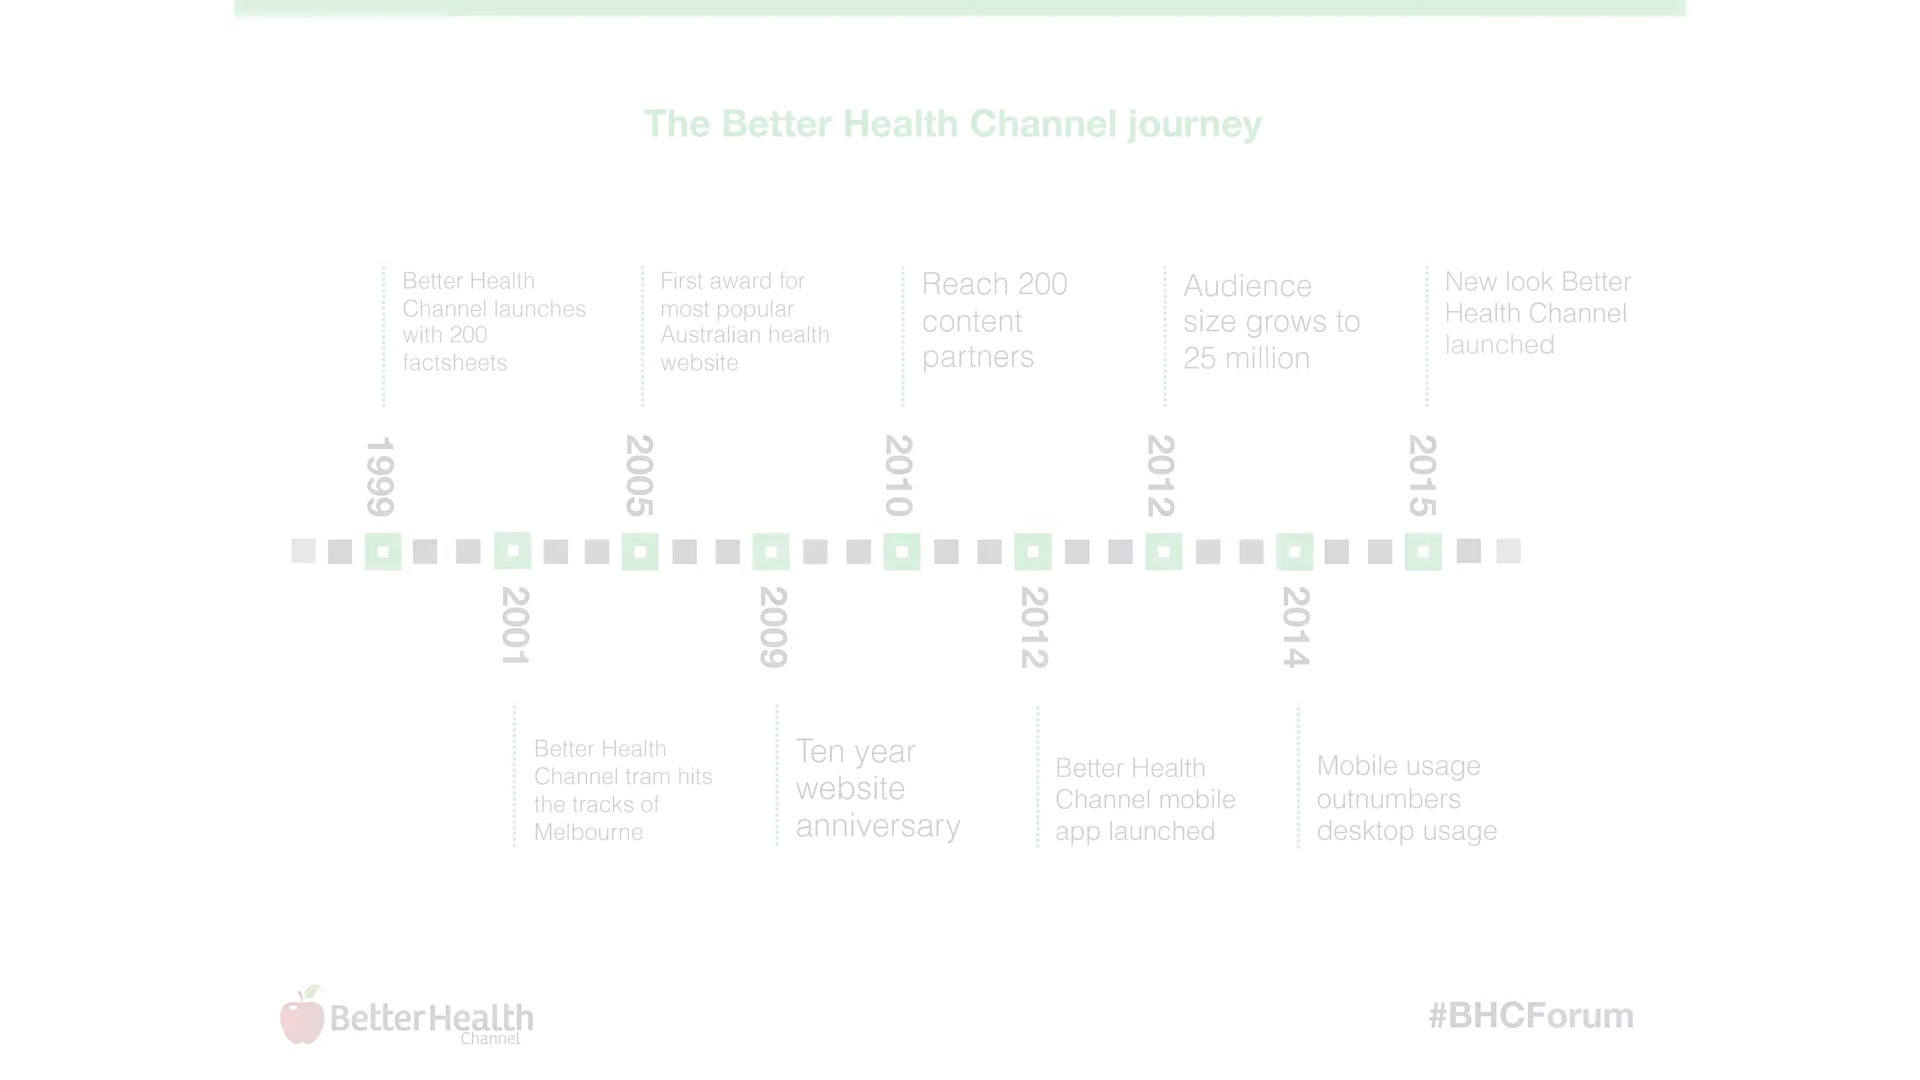 The Better Health Channel journey
Better Health
Channel launches
with 200
factsheets
First award for
most popular
Australian health
website
Reach 200
content
partners
Audience
size grows to
25 million
New look Better
Health Channel
launched
1999
2005
2010
2012
2015
2001
2009
2012
2014
Better Health
Channel tram hits
the tracks of
Melbourne
Ten year
website
anniversary
Better Health
Channel mobile
app launched
Mobile usage
outnumbers
desktop usage
BetterHealth
Channel
#BHCForum